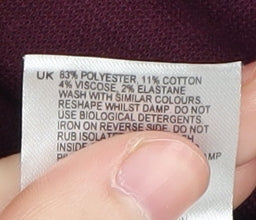 UK 83% POLYESTER, 11% COTTON
4% VISCOSE, 2% ELASTANE
WASH WITH SIMILAR COLOURS.
RESHAPE WHILST DAMP. DO NOT
USE BIOLOGICAL DETERGENTS.
IRON ON REVERSE SIDE. DO NOT
RUB
INSIDE